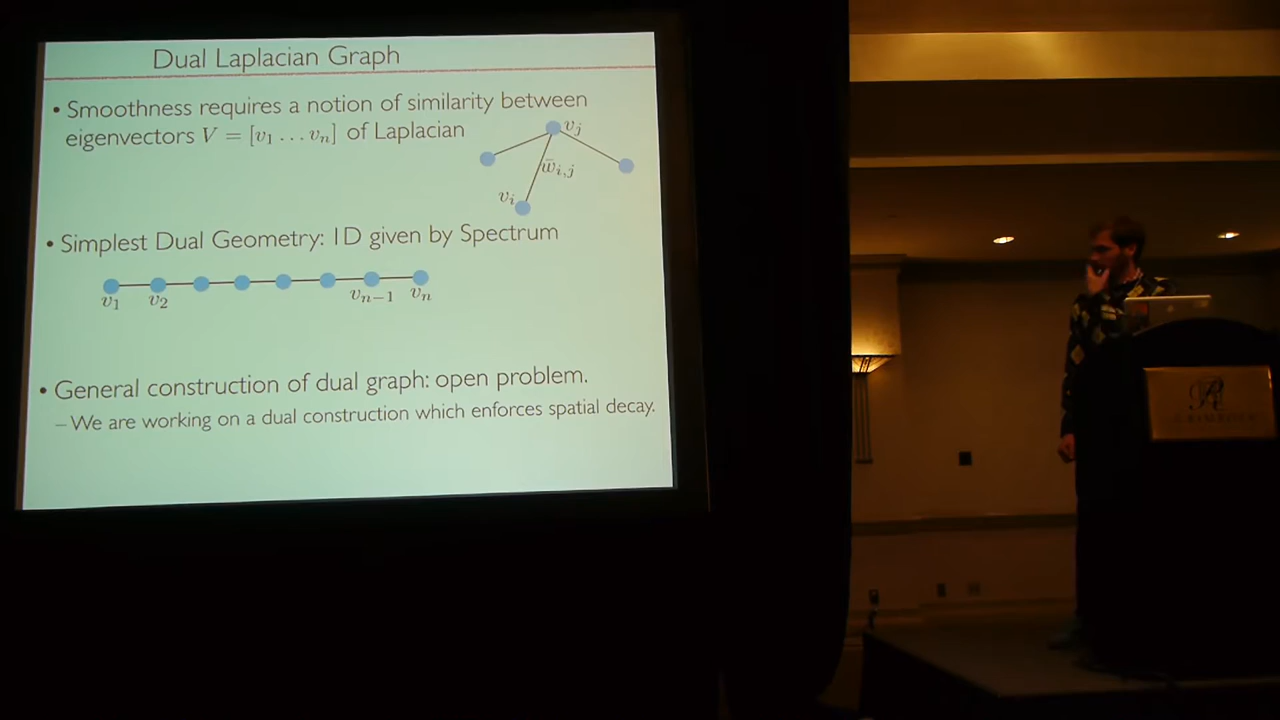 Dual Laplacian Graph
• Smoothness requires a notion of similarity between
eigenvectors V = [v₁ … vₙ] of Laplacian
vⱼ
w̄ᵢ,ⱼ
vᵢ
• Simplest Dual Geometry: 1D given by Spectrum
v₁ v₂ vₙ₋₁ vₙ
• General construction of dual graph: open problem.
– We are working on a dual construction which enforces spatial decay.